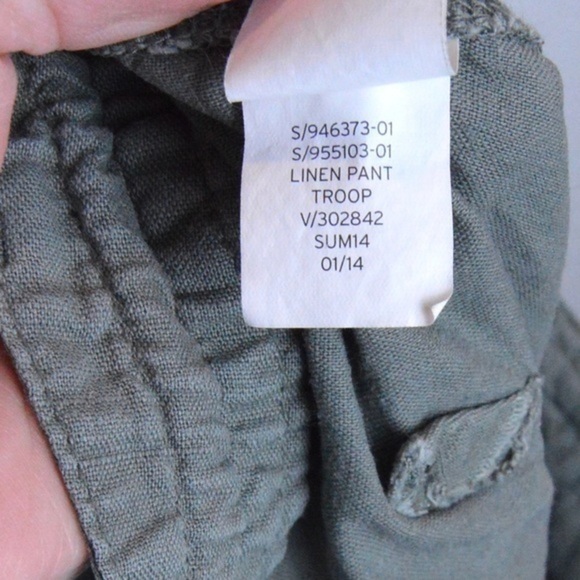 S/946373-01
S/955103-01
LINEN PANT
TROOP
V/302842
SUM14
01/14